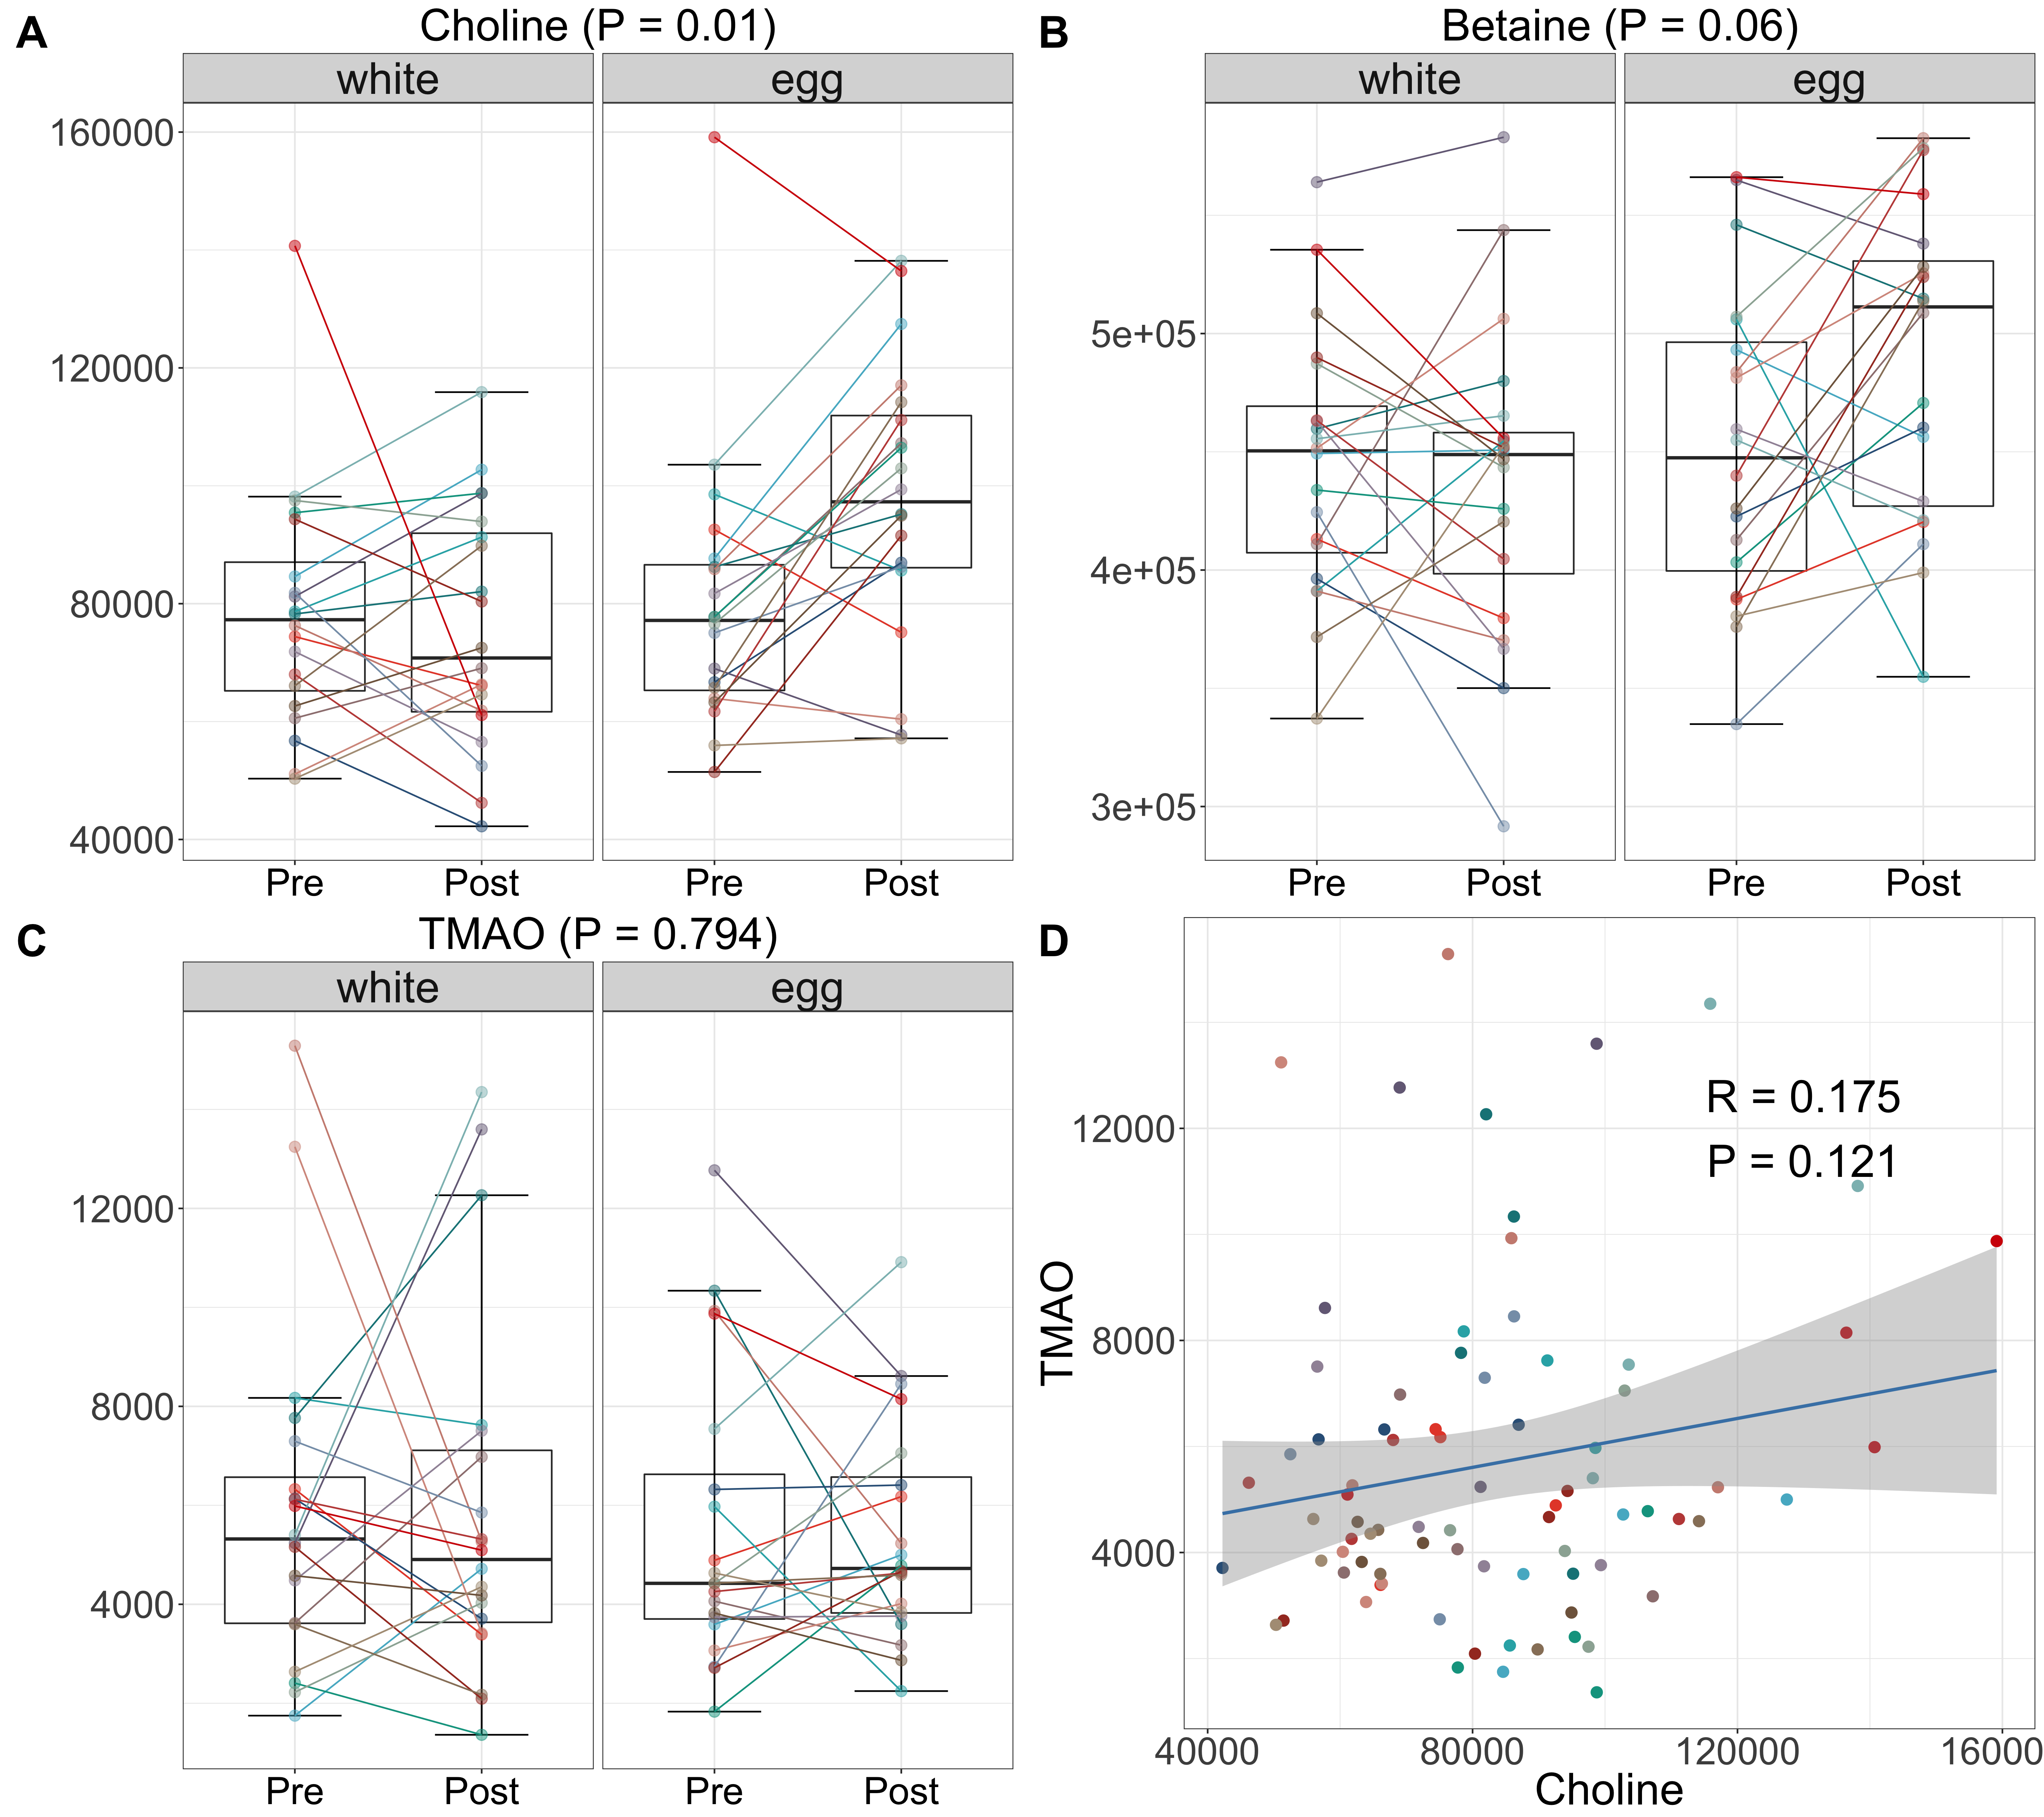 A
Choline (P = 0.01)
white
egg
160000
120000
80000
40000
Pre
Post
Pre
Post
B
Betaine (P = 0.06)
white
egg
5e+05
4e+05
3e+05
Pre
Post
Pre
Post
C
TMAO (P = 0.794)
white
egg
12000
8000
4000
Pre
Post
Pre
Post
D
R = 0.175
P = 0.121
TMAO
12000
8000
4000
40000
80000
120000
16000
Choline